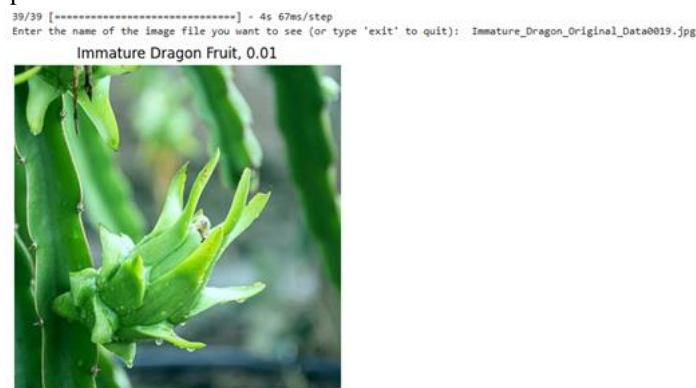 39/39 [==============================] - 4s 67ms/step
Enter the name of the image file you want to see (or type 'exit' to quit): Immature_Dragon_Original_Data0019.jpg
Immature Dragon Fruit, 0.01